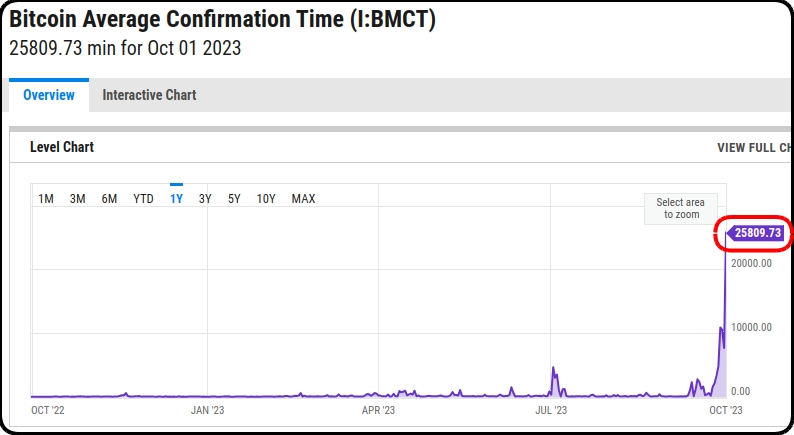 Bitcoin Average Confirmation Time (I:BMCT)
25809.73 min for Oct 01 2023
Overview Interactive Chart
Level Chart VIEW FULL CH
1M 3M 6M YTD 1Y 3Y 5Y 10Y MAX
Select area
to zoom
25809.73
20000.00
10000.00
0.00
OCT '22 JAN '23 APR '23 JUL '23 OCT '23